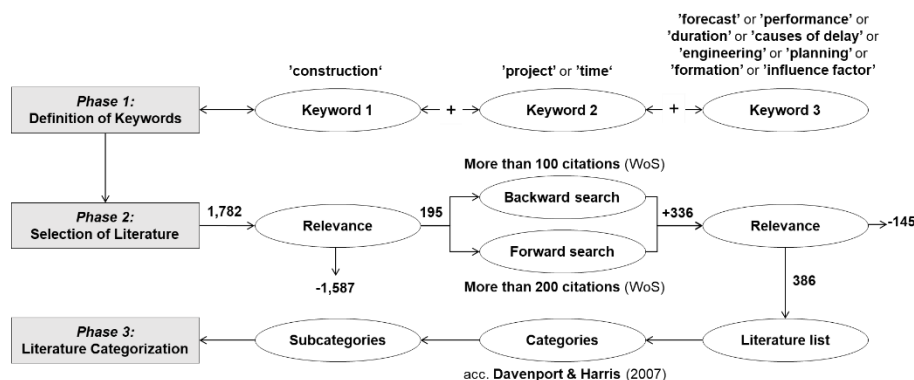 ’forecast’ or ’performance’ or
’duration’ or ’causes of delay’ or
’engineering’ or ’planning’ or
’formation’ or ’influence factor’
’construction‘
’project’ or ’time‘
Phase 1:
Definition of Keywords
Keyword 1
+
Keyword 2
+
Keyword 3
More than 100 citations (WoS)
Backward search
Phase 2:
Selection of Literature
1,782
Relevance
195
+336
Relevance
-145
Forward search
-1,587
More than 200 citations (WoS)
386
Phase 3:
Literature Categorization
Subcategories
Categories
Literature list
acc. Davenport & Harris (2007)